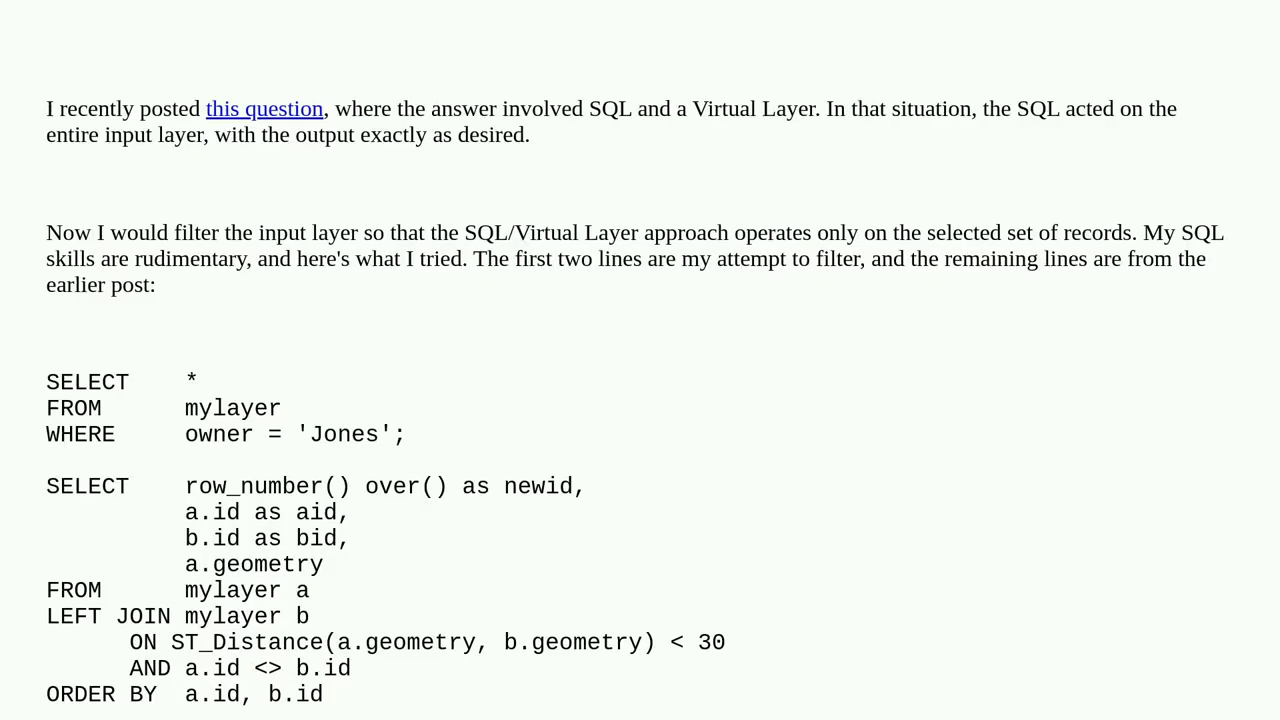 I recently posted this question, where the answer involved SQL and a Virtual Layer. In that situation, the SQL acted on the
entire input layer, with the output exactly as desired.
Now I would filter the input layer so that the SQL/Virtual Layer approach operates only on the selected set of records. My SQL
skills are rudimentary, and here's what I tried. The first two lines are my attempt to filter, and the remaining lines are from the
earlier post:
SELECT    *
FROM      mylayer
WHERE     owner = 'Jones';
SELECT    row_number() over() as newid,
          a.id as aid,
          b.id as bid,
          a.geometry
FROM      mylayer a
LEFT JOIN mylayer b
      ON ST_Distance(a.geometry, b.geometry) < 30
      AND a.id <> b.id
ORDER BY  a.id, b.id